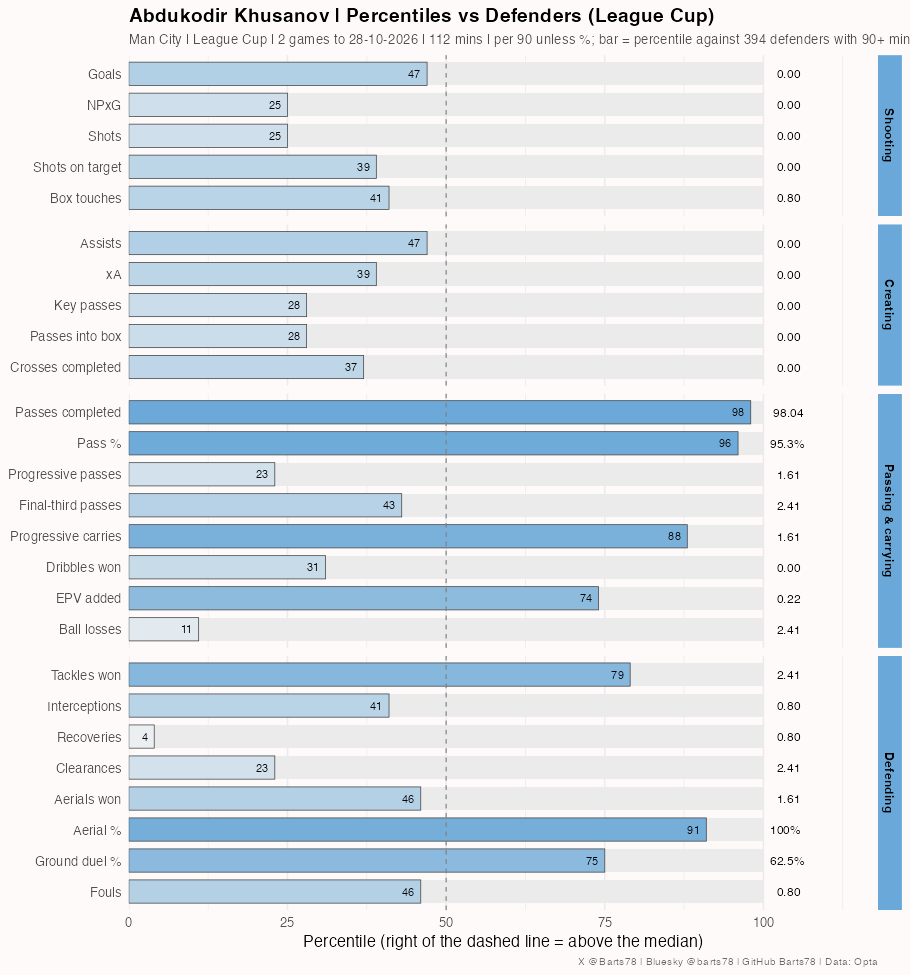 Abdukodir Khusanov | Percentiles vs Defenders (League Cup)
Man City | League Cup | 2 games to 28-10-2026 | 112 mins | per 90 unless %; bar = percentile against 394 defenders with 90+ min
Shooting
Goals 47 0.00
NPxG 25 0.00
Shots 25 0.00
Shots on target 39 0.00
Box touches 41 0.80
Creating
Assists 47 0.00
xA 39 0.00
Key passes 28 0.00
Passes into box 28 0.00
Crosses completed 37 0.00
Passing & carrying
Passes completed 98 98.04
Pass % 96 95.3%
Progressive passes 23 1.61
Final-third passes 43 2.41
Progressive carries 88 1.61
Dribbles won 31 0.00
EPV added 74 0.22
Ball losses 11 2.41
Defending
Tackles won 79 2.41
Interceptions 41 0.80
Recoveries 4 0.80
Clearances 23 2.41
Aerials won 46 1.61
Aerial % 91 100%
Ground duel % 75 62.5%
Fouls 46 0.80
0 25 50 75 100
Percentile (right of the dashed line = above the median)
X @Barts78 | Bluesky @barts78 | GitHub Barts78 | Data: Opta